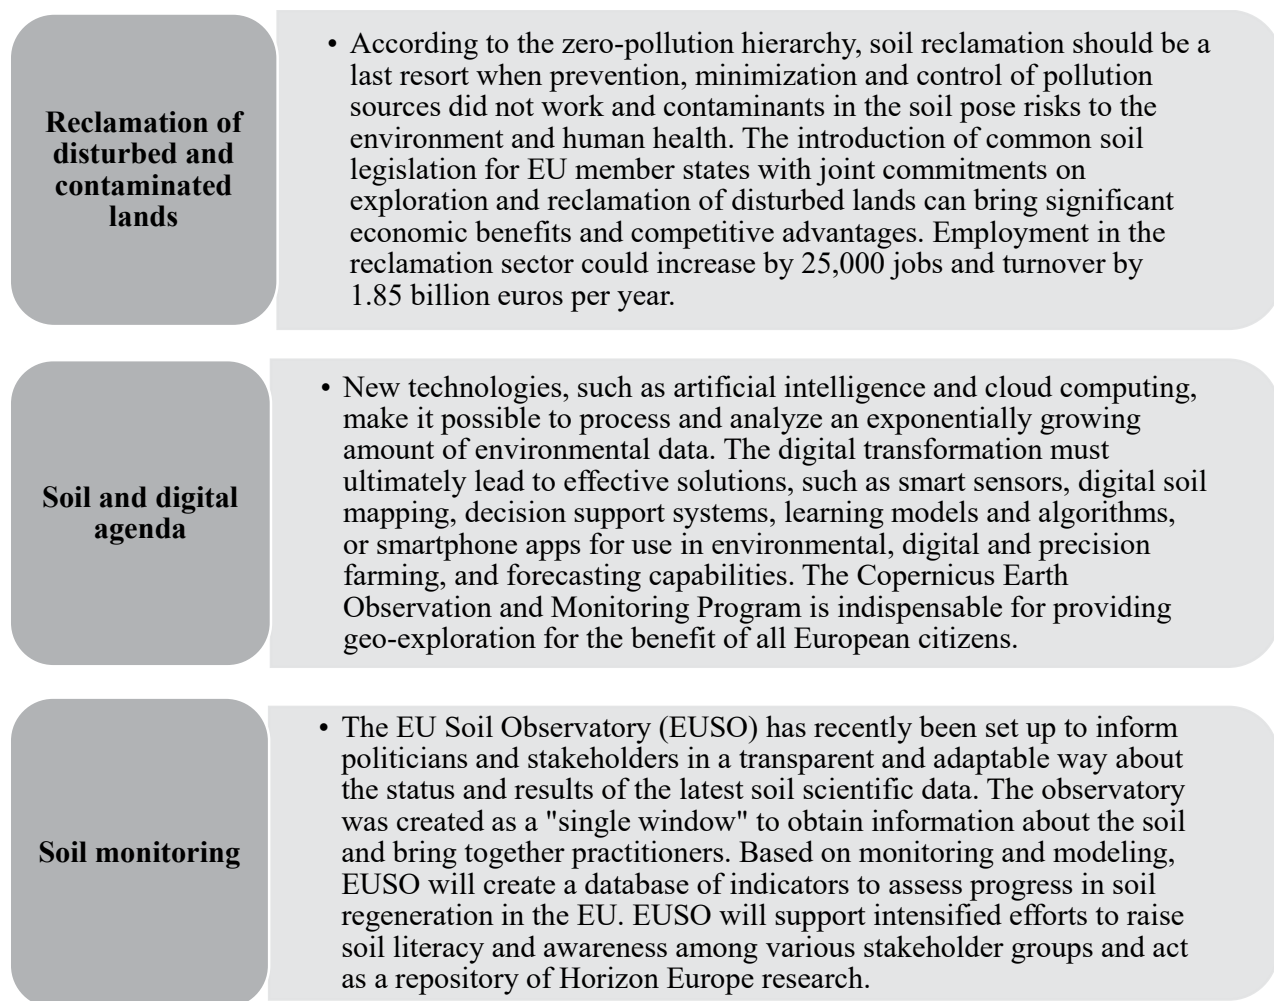 Reclamation of
disturbed and
contaminated
lands
• According to the zero-pollution hierarchy, soil reclamation should be a
last resort when prevention, minimization and control of pollution
sources did not work and contaminants in the soil pose risks to the
environment and human health. The introduction of common soil
legislation for EU member states with joint commitments on
exploration and reclamation of disturbed lands can bring significant
economic benefits and competitive advantages. Employment in the
reclamation sector could increase by 25,000 jobs and turnover by
1.85 billion euros per year.
Soil and digital
agenda
• New technologies, such as artificial intelligence and cloud computing,
make it possible to process and analyze an exponentially growing
amount of environmental data. The digital transformation must
ultimately lead to effective solutions, such as smart sensors, digital soil
mapping, decision support systems, learning models and algorithms,
or smartphone apps for use in environmental, digital and precision
farming, and forecasting capabilities. The Copernicus Earth
Observation and Monitoring Program is indispensable for providing
geo-exploration for the benefit of all European citizens.
Soil monitoring
• The EU Soil Observatory (EUSO) has recently been set up to inform
politicians and stakeholders in a transparent and adaptable way about
the status and results of the latest soil scientific data. The observatory
was created as a "single window" to obtain information about the soil
and bring together practitioners. Based on monitoring and modeling,
EUSO will create a database of indicators to assess progress in soil
regeneration in the EU. EUSO will support intensified efforts to raise
soil literacy and awareness among various stakeholder groups and act
as a repository of Horizon Europe research.